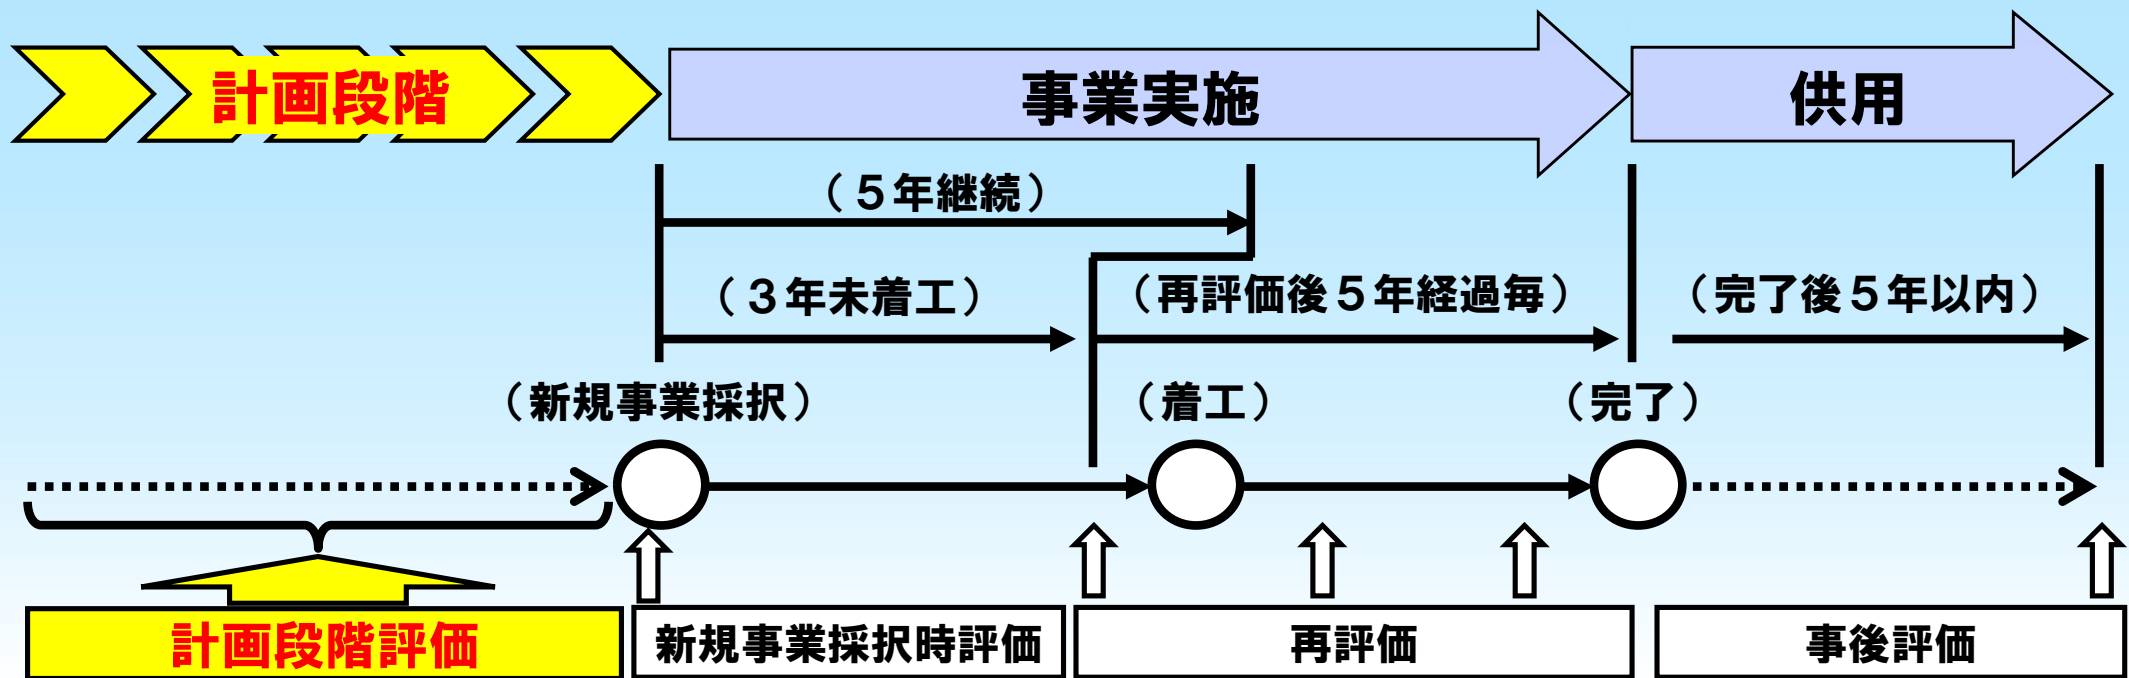 計画段階
事業実施
供用
（５年継続）
（３年未着工）
（再評価後５年経過毎）
（完了後５年以内）
（新規事業採択）
（着工）
（完了）
計画段階評価
新規事業採択時評価
再評価
事後評価